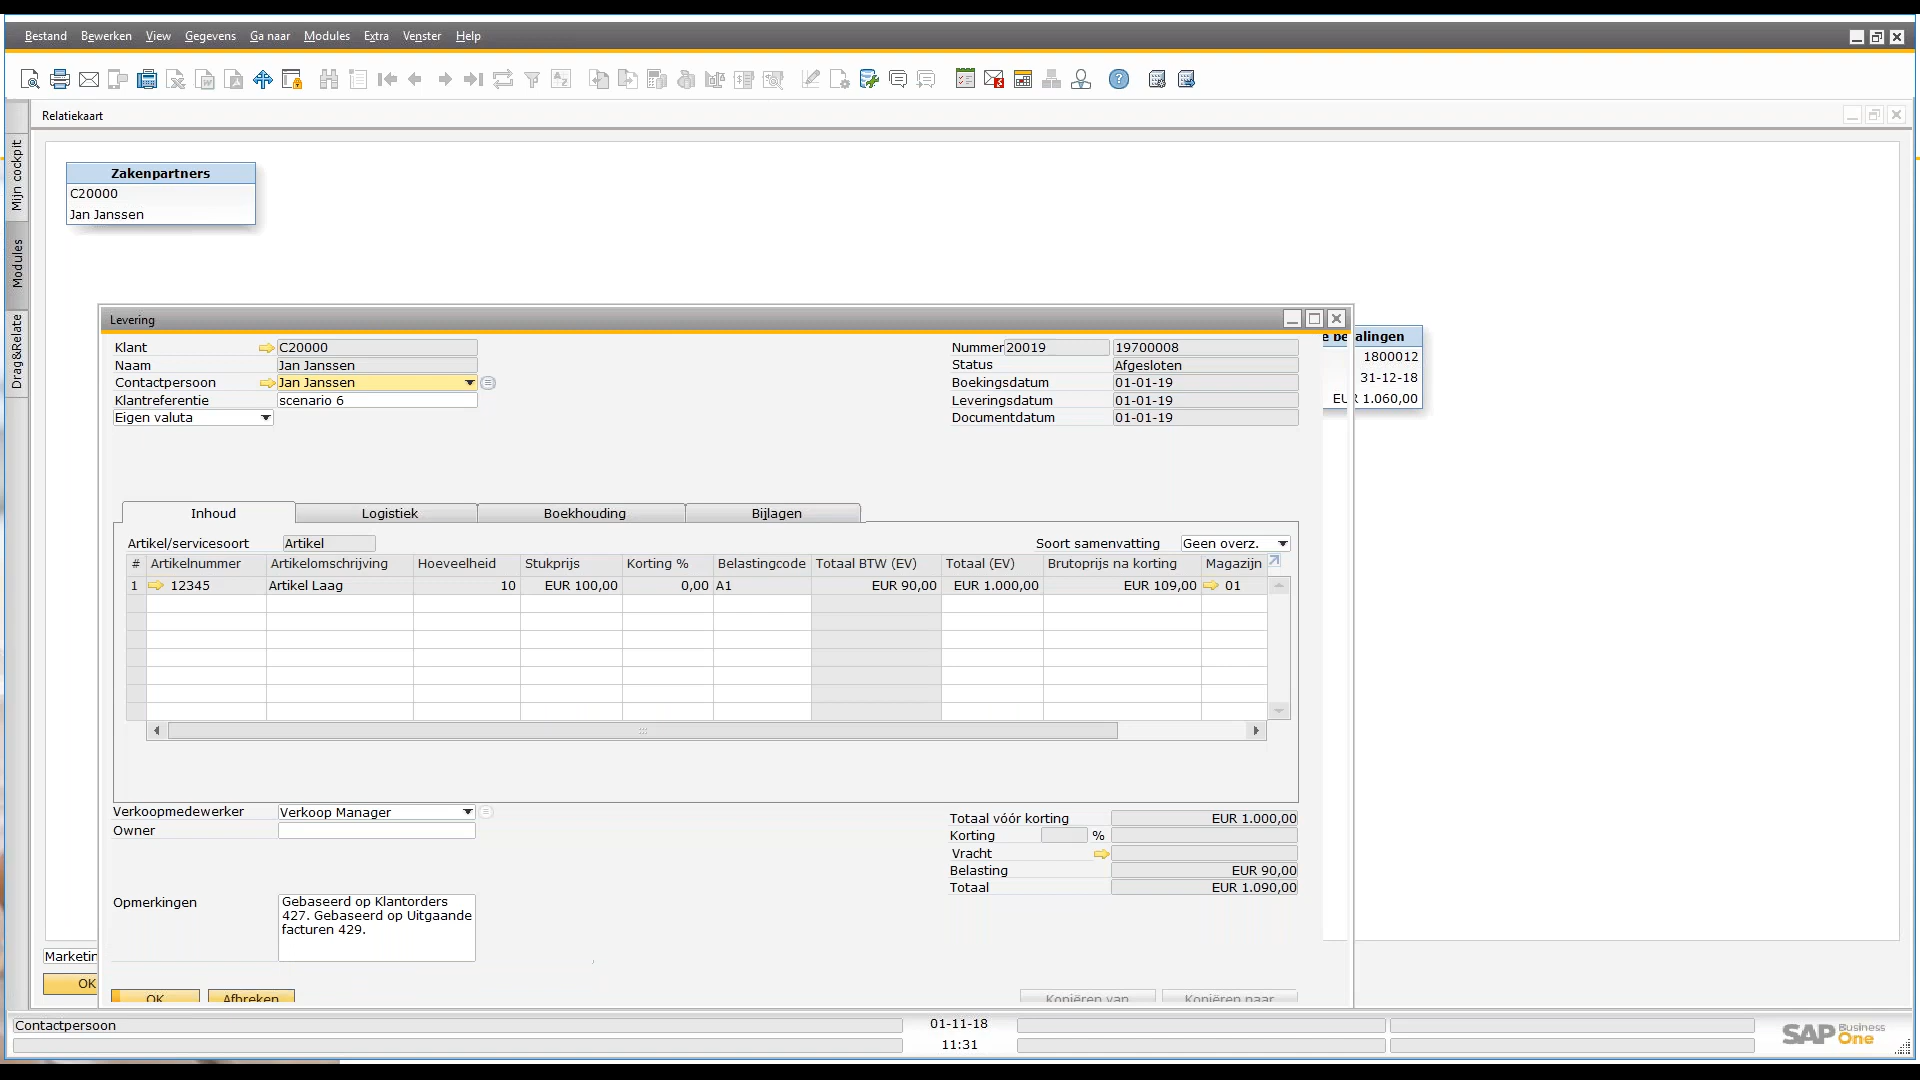 Bestand Bewerken View Gegevens Ga naar Modules Extra Venster Help
Relatiekaart
Mijn cockpit
Modules
Drag&Relate
Zakenpartners
C20000
Jan Janssen
alingen
1800012
31-12-18
EUR 1.060,00
Levering
Klant C20000
Naam Jan Janssen
Contactpersoon Jan Janssen
Klantreferentie scenario 6
Eigen valuta
Nummer 20019 19700008
Status Afgesloten
Boekingsdatum 01-01-19
Leveringsdatum 01-01-19
Documentdatum 01-01-19
Inhoud Logistiek Boekhouding Bijlagen
Artikel/servicesoort Artikel Soort samenvatting Geen overz.
# Artikelnummer Artikelomschrijving Hoeveelheid Stukprijs Korting % Belastingcode Totaal BTW (EV) Totaal (EV) Brutoprijs na korting Magazijn
1 12345 Artikel Laag 10 EUR 100,00 0,00 A1 EUR 90,00 EUR 1.000,00 EUR 109,00 01
Verkoopmedewerker Verkoop Manager
Owner
Totaal vóór korting EUR 1.000,00
Korting %
Vracht
Belasting EUR 90,00
Totaal EUR 1.090,00
Opmerkingen Gebaseerd op Klantorders
427. Gebaseerd op Uitgaande
facturen 429.
Marketin
OK
OK Afbreken Kopiëren van Kopiëren naar
Contactpersoon 01-11-18
11:31
SAP Business One